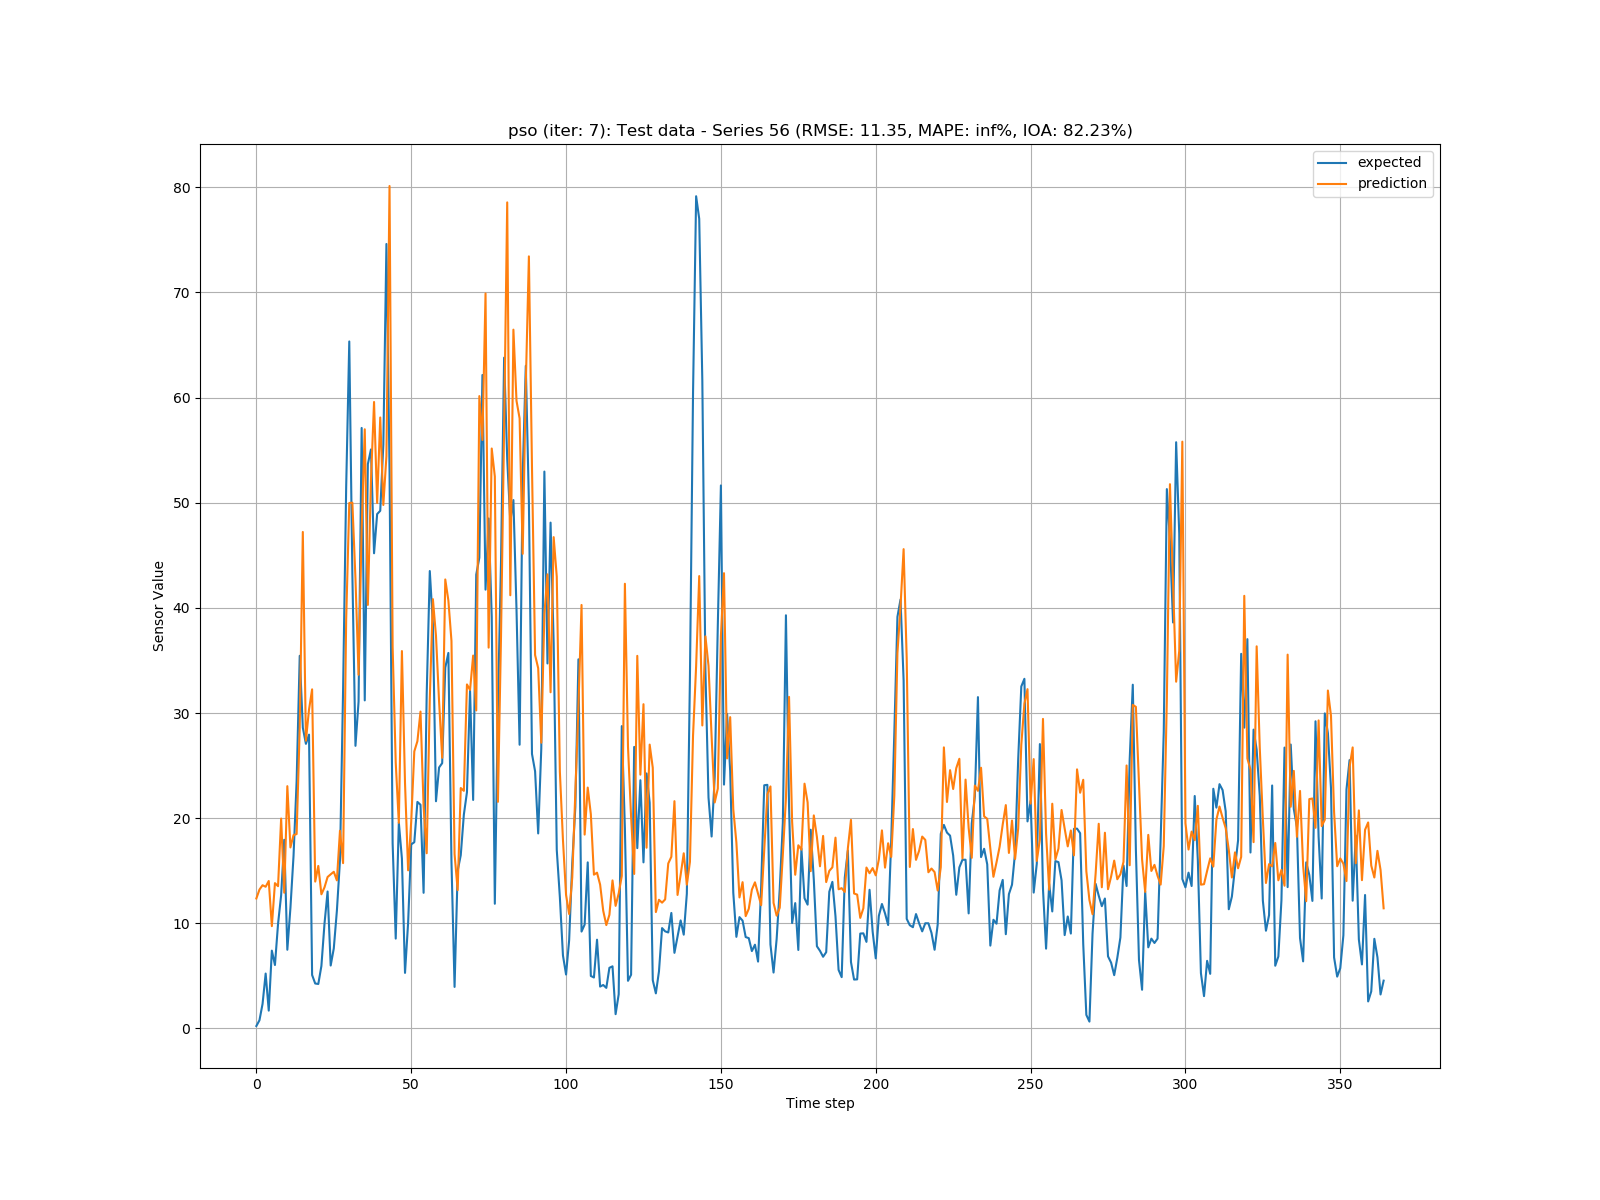 pso (iter: 7): Test data - Series 56 (RMSE: 11.35, MAPE: inf%, IOA: 82.23%)
expected
prediction
80
70
60
50
40
30
20
10
0
Sensor Value
0 50 100 150 200 250 300 350
Time step